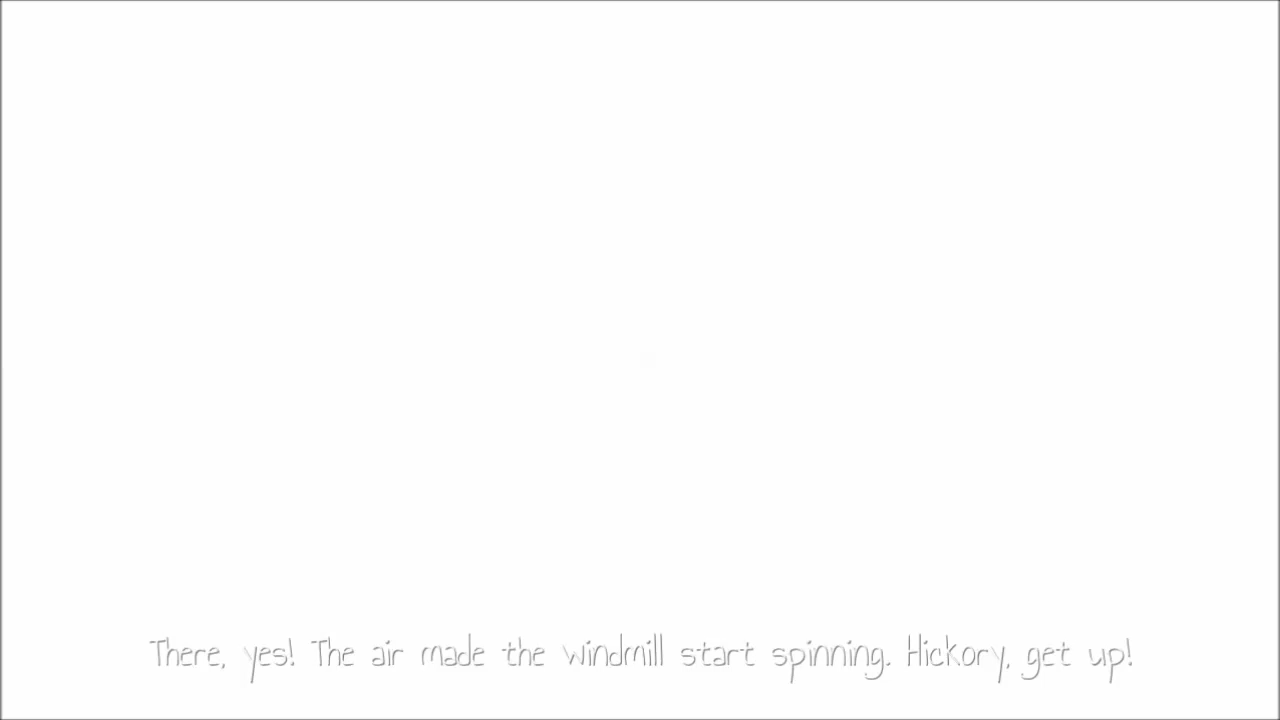 There, yes! The air made the windmill start spinning. Hickory, get up!